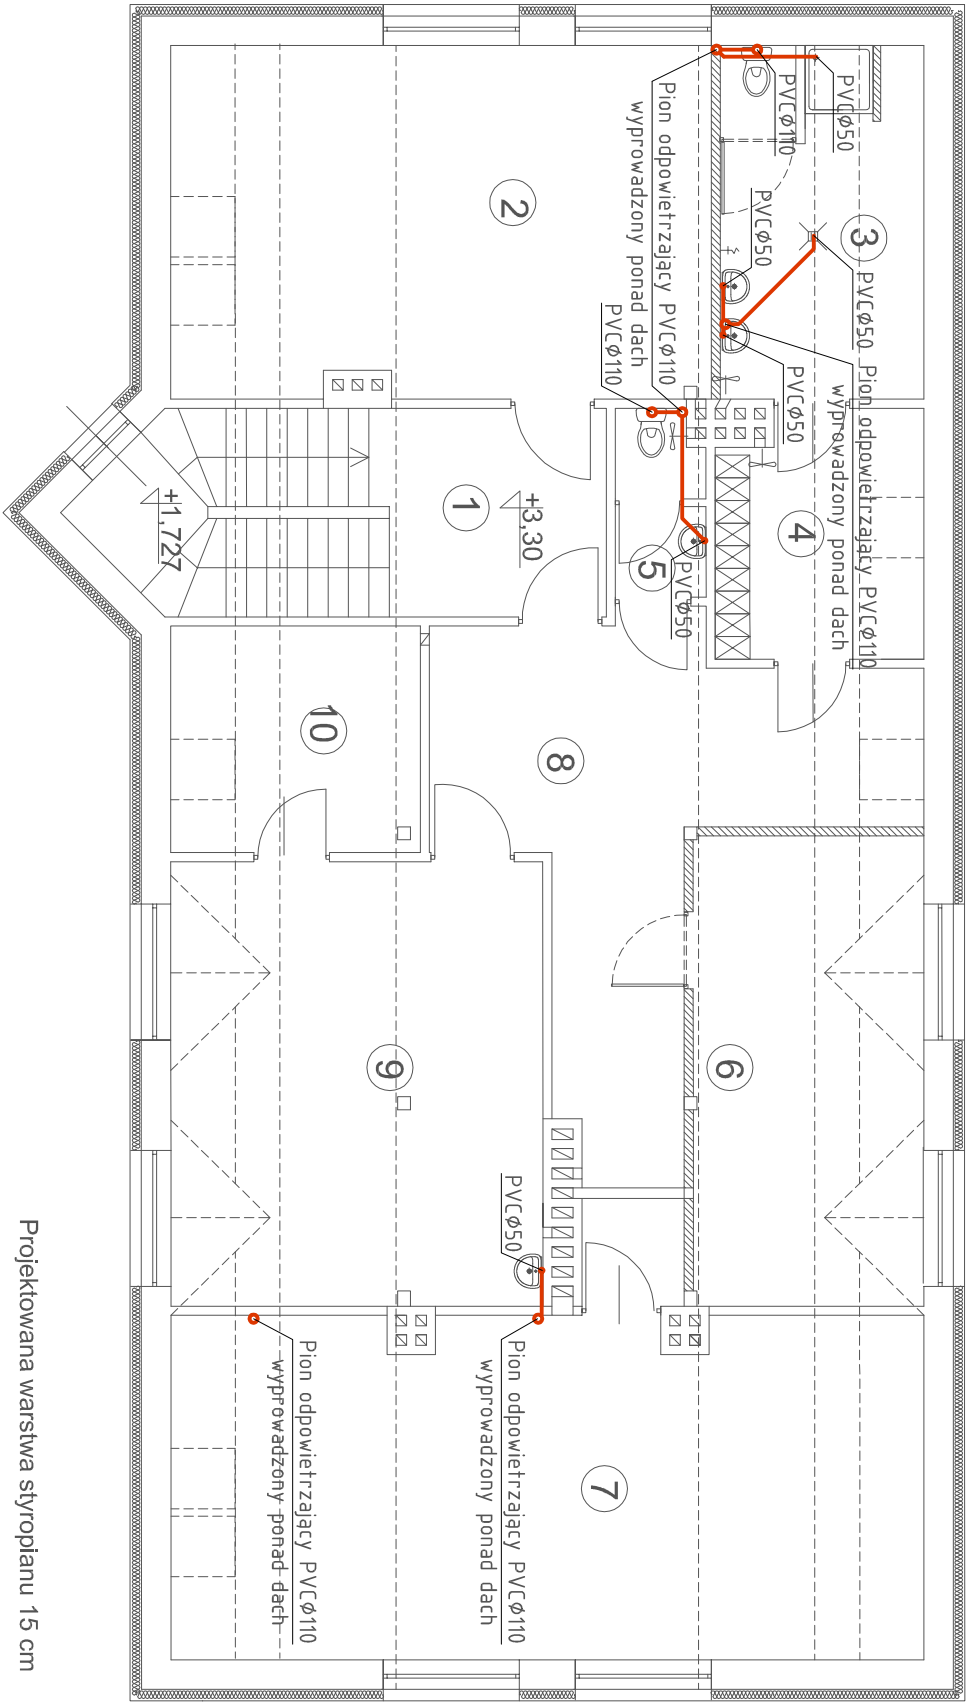 PVCø50
PVCø110
Pion odpowietrzający PVCø110
wyprowadzony ponad dach
PVCø110
PVCø50
3
PVCø50
Pion odpowietrzający PVCø110
wyprowadzony ponad dach
PVCø50
2
1
+3,30
+1,727
4
5
PVCø50
10
8
6
9
PVCø50
Pion odpowietrzający PVCø110
wyprowadzony ponad dach
Pion odpowietrzający PVCø110
wyprowadzony ponad dach
7
Projektowana warstwa styropianu 15 cm